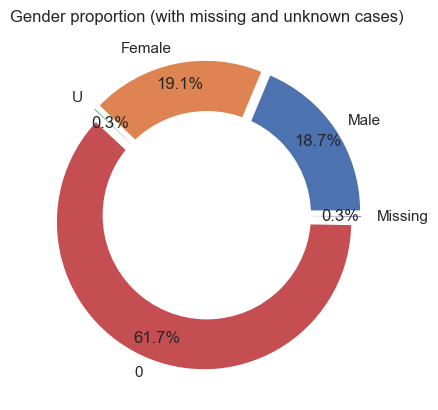 Gender proportion (with missing and unknown cases)
Female
19.1%
U
0.3%
Male
18.7%
0.3%
Missing
61.7%
0